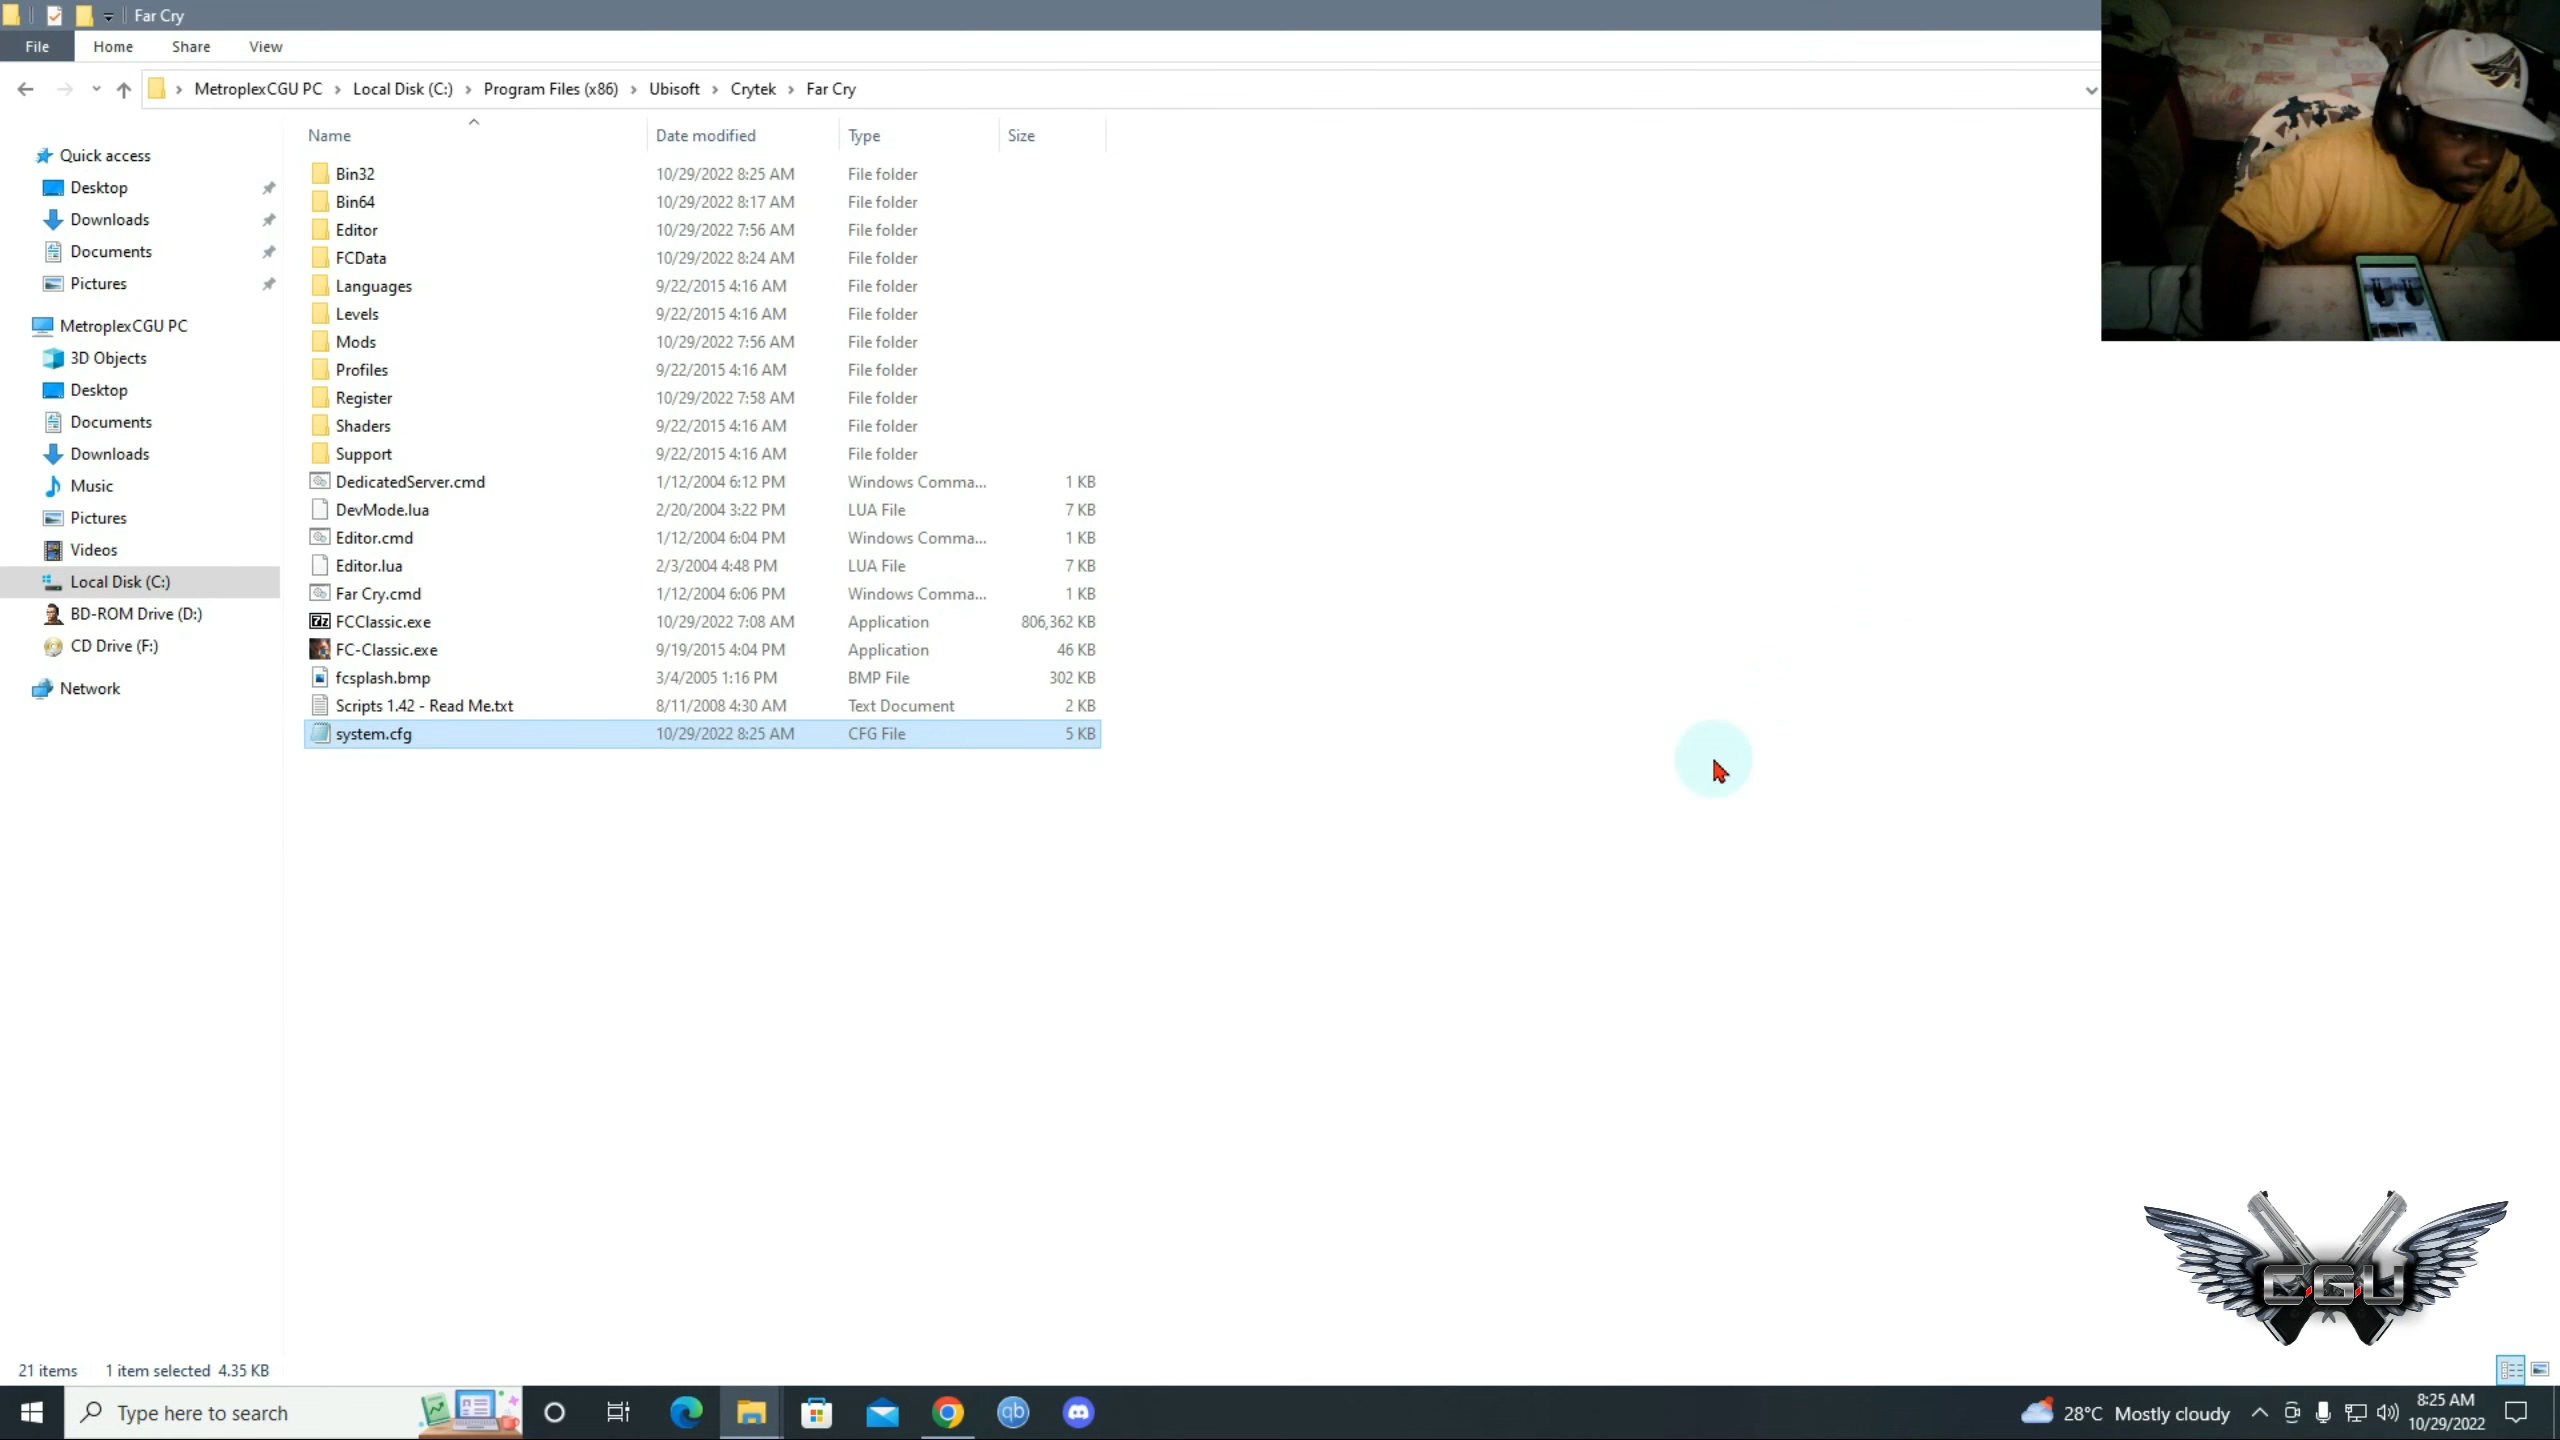 Far Cry
File Home Share View
MetroplexCGU PC › Local Disk (C:) › Program Files (x86) › Ubisoft › Crytek › Far Cry
Name Date modified Type Size
Quick access
Desktop
Downloads
Documents
Pictures
MetroplexCGU PC
3D Objects
Desktop
Documents
Downloads
Music
Pictures
Videos
Local Disk (C:)
BD-ROM Drive (D:)
CD Drive (F:)
Network
Bin32 10/29/2022 8:25 AM File folder
Bin64 10/29/2022 8:17 AM File folder
Editor 10/29/2022 7:56 AM File folder
FCData 10/29/2022 8:24 AM File folder
Languages 9/22/2015 4:16 AM File folder
Levels 9/22/2015 4:16 AM File folder
Mods 10/29/2022 7:56 AM File folder
Profiles 9/22/2015 4:16 AM File folder
Register 10/29/2022 7:58 AM File folder
Shaders 9/22/2015 4:16 AM File folder
Support 9/22/2015 4:16 AM File folder
DedicatedServer.cmd 1/12/2004 6:12 PM Windows Comma... 1 KB
DevMode.lua 2/20/2004 3:22 PM LUA File 7 KB
Editor.cmd 1/12/2004 6:04 PM Windows Comma... 1 KB
Editor.lua 2/3/2004 4:48 PM LUA File 7 KB
Far Cry.cmd 1/12/2004 6:06 PM Windows Comma... 1 KB
FCClassic.exe 10/29/2022 7:08 AM Application 806,362 KB
FC-Classic.exe 9/19/2015 4:04 PM Application 46 KB
fcsplash.bmp 3/4/2005 1:16 PM BMP File 302 KB
Scripts 1.42 - Read Me.txt 8/11/2008 4:30 AM Text Document 2 KB
system.cfg 10/29/2022 8:25 AM CFG File 5 KB
C.G.U
21 items 1 item selected 4.35 KB
Type here to search
qb
28°C Mostly cloudy
8:25 AM
10/29/2022